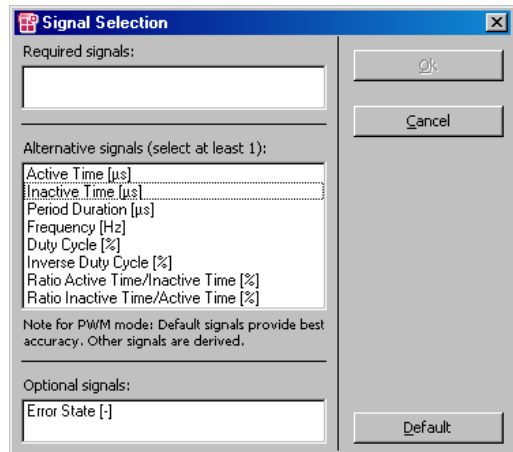 Signal Selection
Required signals:
Ok
Cancel
Alternative signals (select at least 1):
Active Time [µs]
Inactive Time [µs]
Period Duration [µs]
Frequency [Hz]
Duty Cycle [%]
Inverse Duty Cycle [%]
Ratio Active Time/Inactive Time [%]
Ratio Inactive Time/Active Time [%]
Note for PWM mode: Default signals provide best
accuracy. Other signals are derived.
Optional signals:
Error State [-]
Default